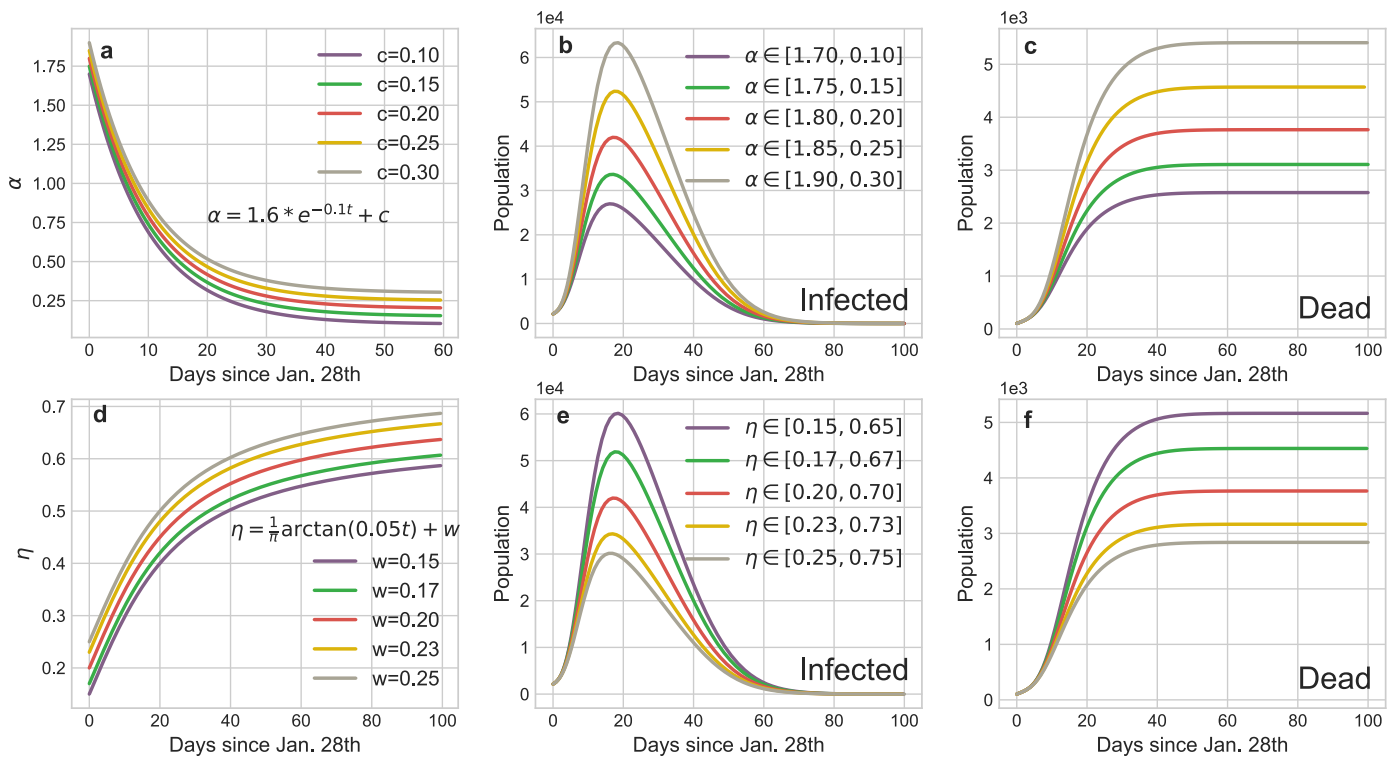 a
1.75
1.50
1.25
1.00
0.75
0.50
0.25
α
c=0.10
c=0.15
c=0.20
c=0.25
c=0.30
α = 1.6 * e^{−0.1t} + c
0 10 20 30 40 50 60
Days since Jan. 28th
1e4
b
6
5
4
3
2
1
0
Population
α ∈ [1.70, 0.10]
α ∈ [1.75, 0.15]
α ∈ [1.80, 0.20]
α ∈ [1.85, 0.25]
α ∈ [1.90, 0.30]
Infected
0 20 40 60 80 100
Days since Jan. 28th
1e3
c
5
4
3
2
1
0
Population
Dead
0 20 40 60 80 100
Days since Jan. 28th
d
0.7
0.6
0.5
0.4
0.3
0.2
η
η = 1/π arctan(0.05t) + w
w=0.15
w=0.17
w=0.20
w=0.23
w=0.25
0 20 40 60 80 100
Days since Jan. 28th
1e4
e
6
5
4
3
2
1
0
Population
η ∈ [0.15, 0.65]
η ∈ [0.17, 0.67]
η ∈ [0.20, 0.70]
η ∈ [0.23, 0.73]
η ∈ [0.25, 0.75]
Infected
0 20 40 60 80 100
Days since Jan. 28th
1e3
f
5
4
3
2
1
0
Population
Dead
0 20 40 60 80 100
Days since Jan. 28th